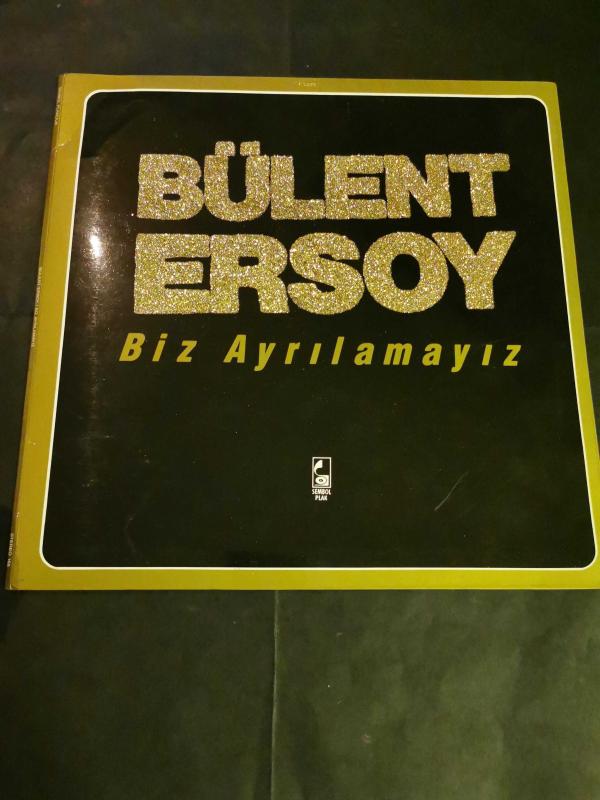 BÜLENT
ERSOY
Biz Ayrılamayız
SEMBOL
PLAK